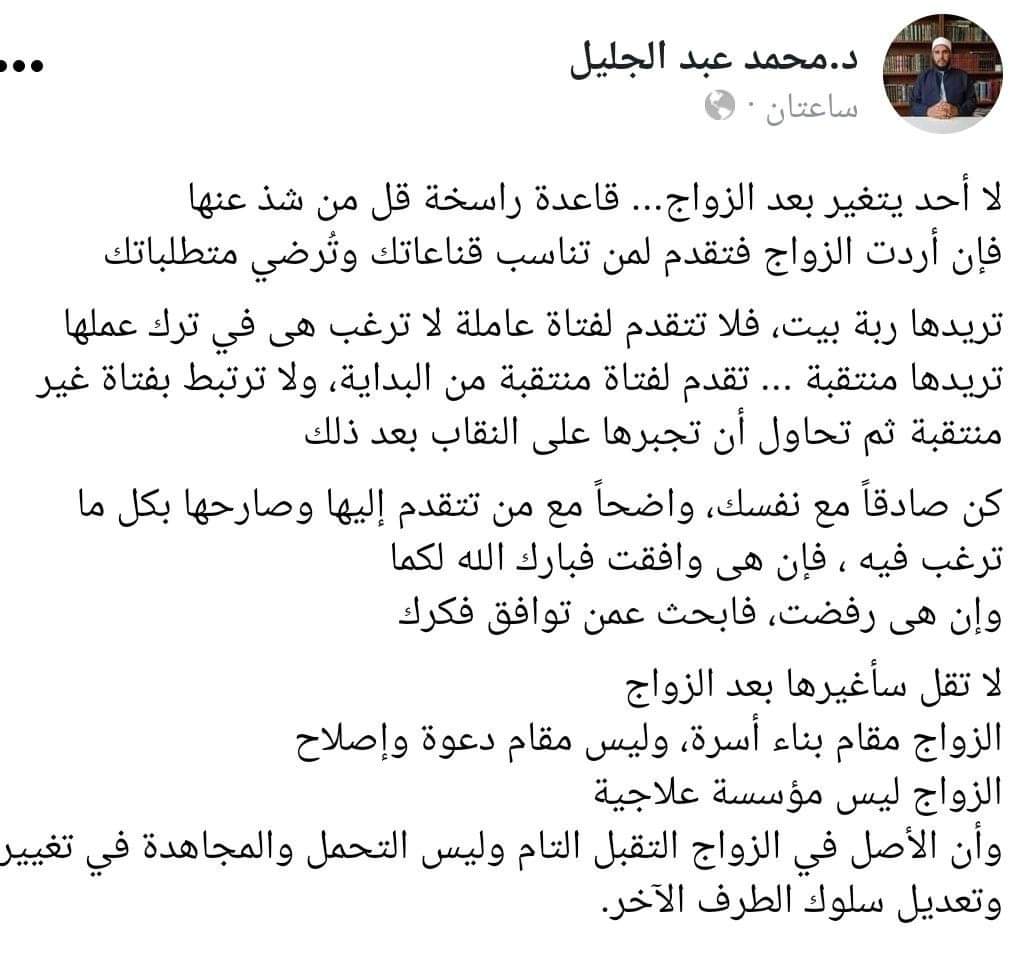 د.محمد عبد الجليل
ساعتان ·
لا أحد يتغير بعد الزواج... قاعدة راسخة قل من شذ عنها
فإن أردت الزواج فتقدم لمن تناسب قناعاتك وتُرضي متطلباتك
تريدها ربة بيت، فلا تتقدم لفتاة عاملة لا ترغب هى في ترك عملها
تريدها منتقبة ... تقدم لفتاة منتقبة من البداية، ولا ترتبط بفتاة غير
منتقبة ثم تحاول أن تجبرها على النقاب بعد ذلك
كن صادقاً مع نفسك، واضحاً مع من تتقدم إليها وصارحها بكل ما
ترغب فيه ، فإن هى وافقت فبارك الله لكما
وإن هى رفضت، فابحث عمن توافق فكرك
لا تقل سأغيرها بعد الزواج
الزواج مقام بناء أسرة، وليس مقام دعوة وإصلاح
الزواج ليس مؤسسة علاجية
وأن الأصل في الزواج التقبل التام وليس التحمل والمجاهدة في تغيير
وتعديل سلوك الطرف الآخر.